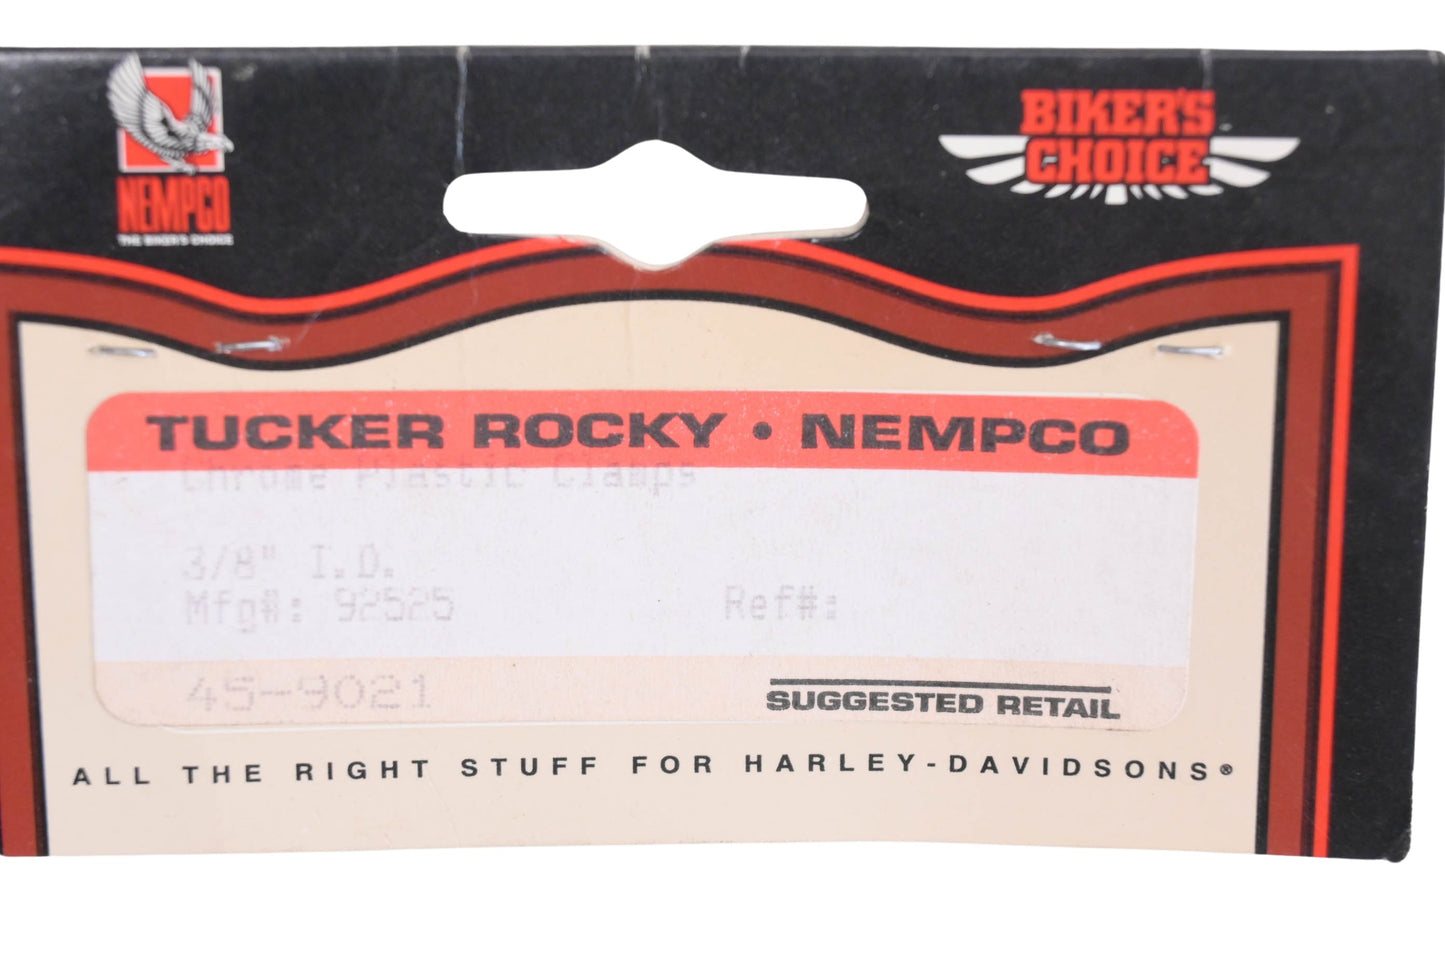 NEMPCO
THE BIKER'S CHOICE
BIKER'S
CHOICE
TUCKER ROCKY • NEMPCO
Chrome Plastic Clamps
3/8" I.D.
Mfg#: 92525 Ref#:
45-9021
SUGGESTED RETAIL
ALL THE RIGHT STUFF FOR HARLEY-DAVIDSONS®